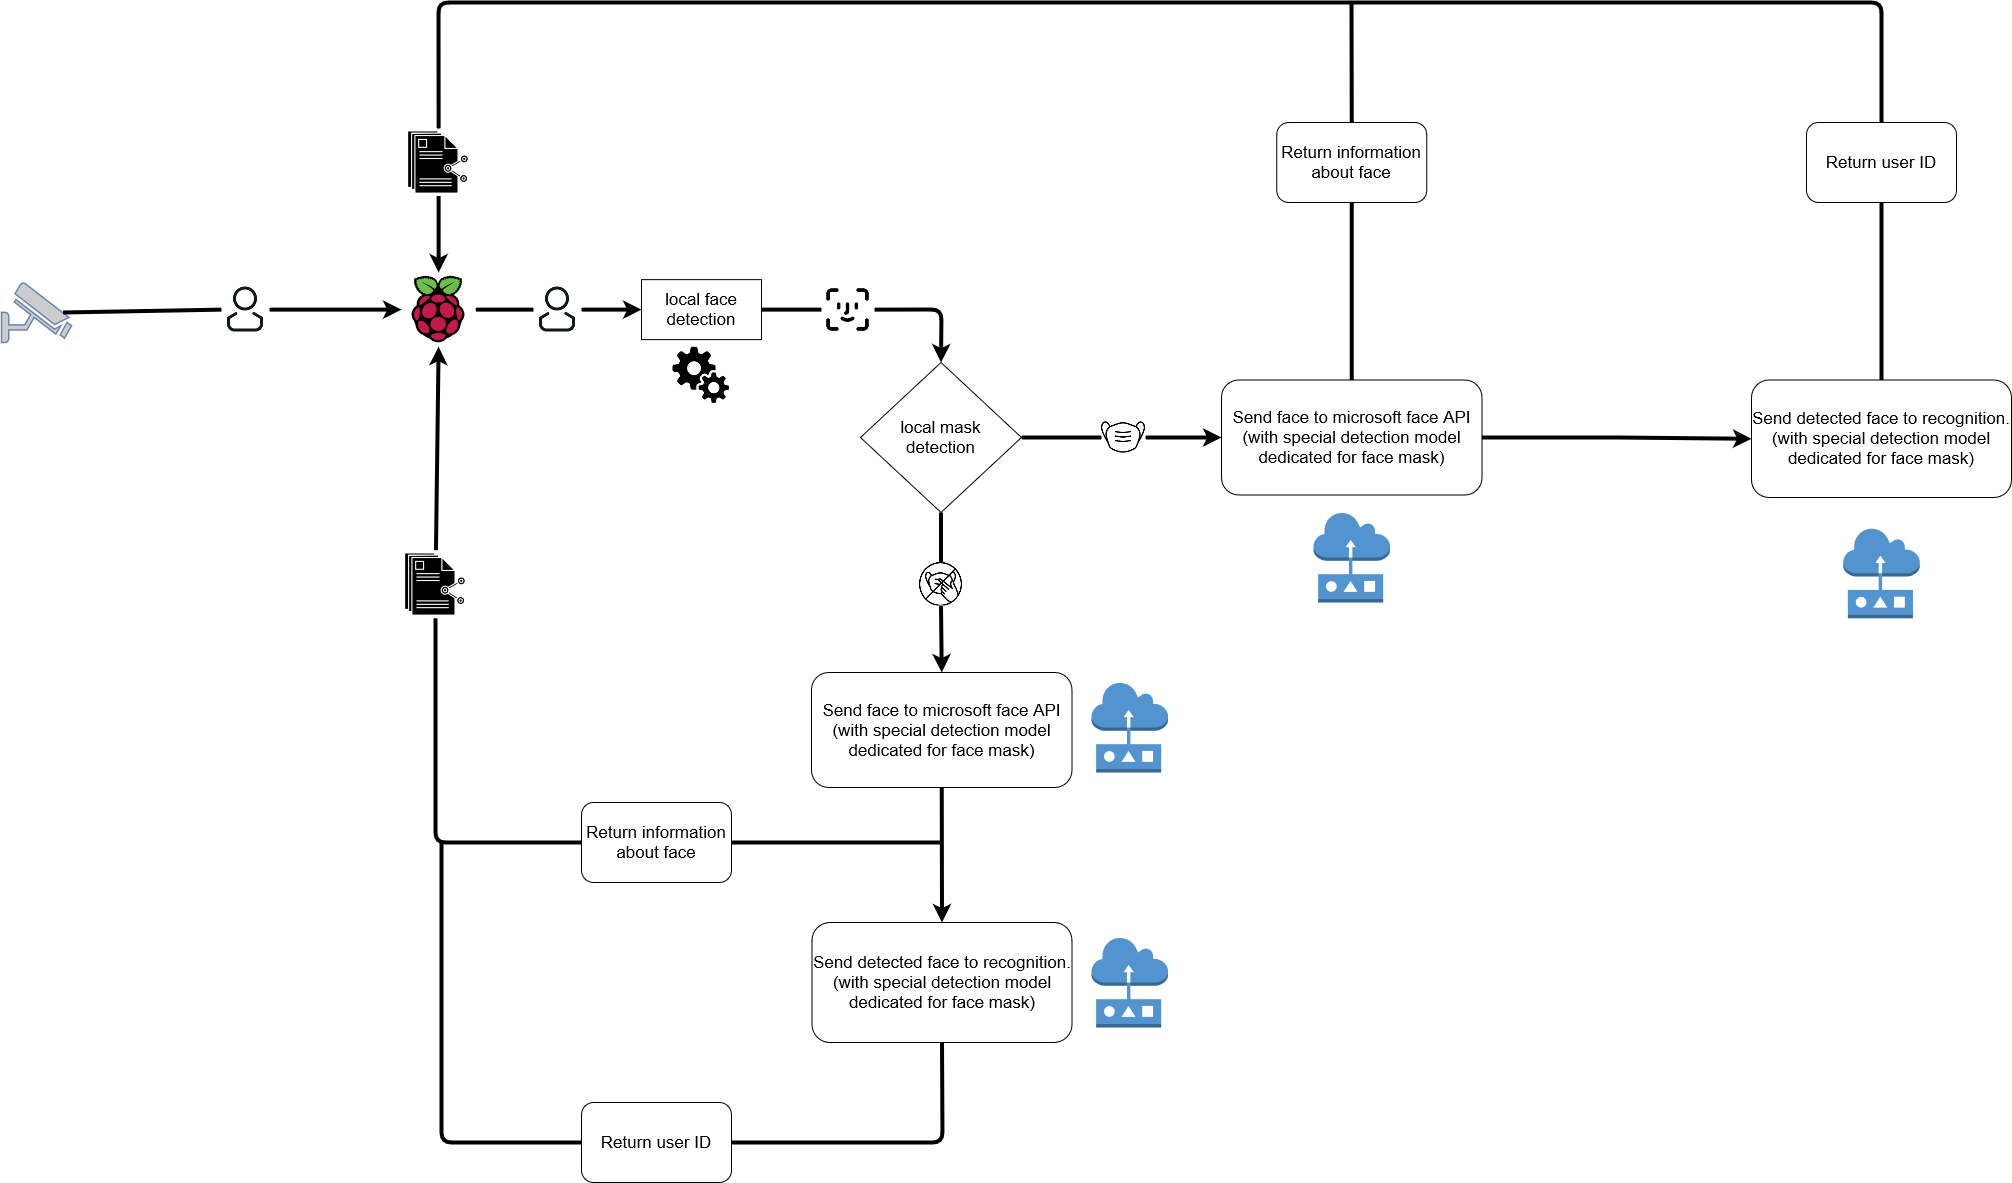 Return information
about face
Return user ID
local face
detection
local mask
detection
Send face to microsoft face API
(with special detection model
dedicated for face mask)
Send detected face to recognition.
(with special detection model
dedicated for face mask)
Send face to microsoft face API
(with special detection model
dedicated for face mask)
Return information
about face
Send detected face to recognition.
(with special detection model
dedicated for face mask)
Return user ID